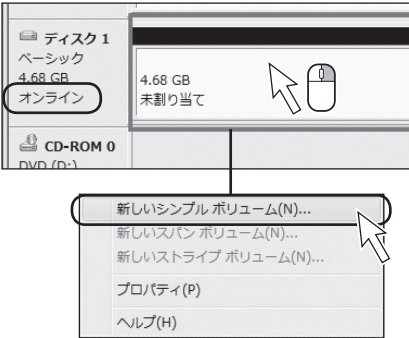 ディスク 1
ベーシック
4.68 GB
オンライン
4.68 GB
未割り当て
CD-ROM 0
DVD (D:)
新しいシンプル ボリューム(N)...
新しいスパン ボリューム(N)...
新しいストライプ ボリューム(N)...
プロパティ(P)
ヘルプ(H)